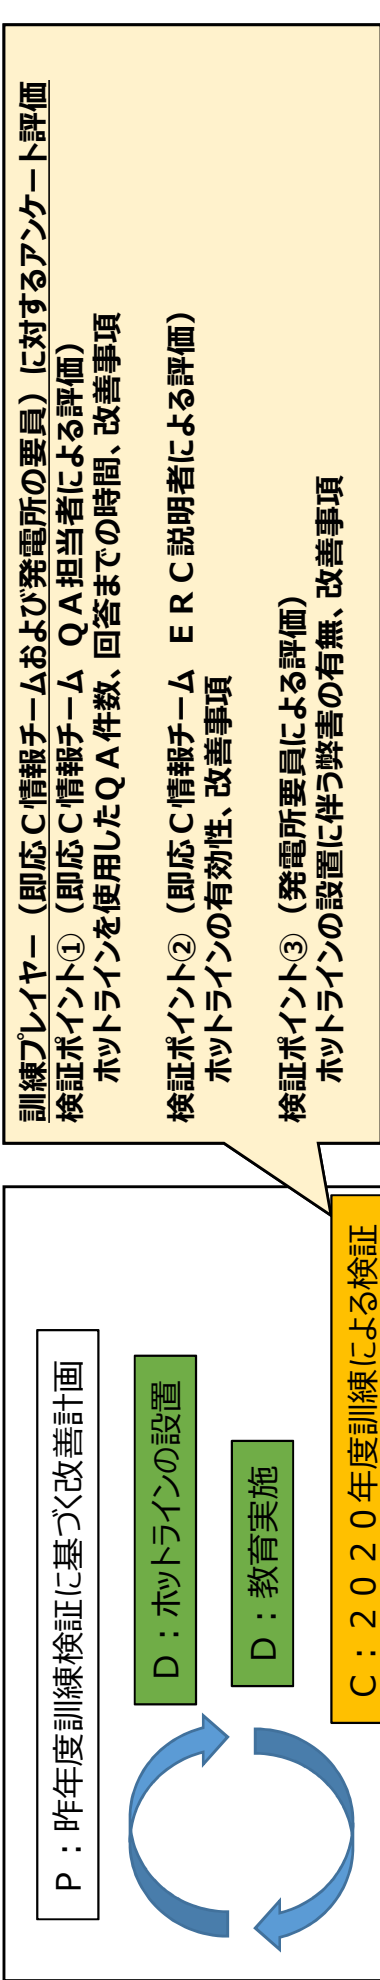 P：昨年度訓練検証に基づく改善計画
D：ホットラインの設置
D：教育実施
C：２０２０年度訓練による検証
訓練プレイヤー（即応C情報チームおよび発電所の要員）に対するアンケート評価
検証ポイント①（即応C情報チーム　QA担当者による評価）
ホットラインを使用したQA件数、回答までの時間、改善事項
検証ポイント②（即応C情報チーム　ERC説明者による評価）
ホットラインの有効性、改善事項
検証ポイント③（発電所要員による評価）
ホットラインの設置に伴う弊害の有無、改善事項